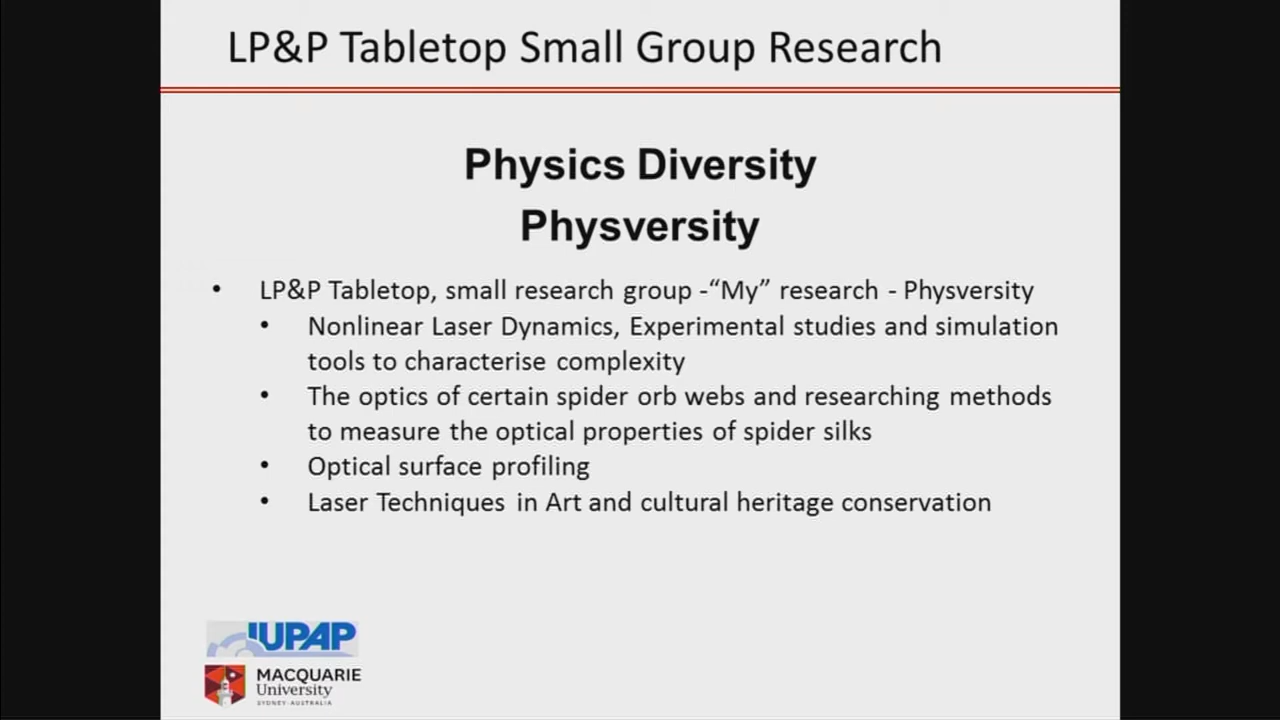 LP&P Tabletop Small Group Research
Physics Diversity
Physversity
• LP&P Tabletop, small research group -“My” research - Physversity
• Nonlinear Laser Dynamics, Experimental studies and simulation
tools to characterise complexity
• The optics of certain spider orb webs and researching methods
to measure the optical properties of spider silks
• Optical surface profiling
• Laser Techniques in Art and cultural heritage conservation
IUPAP
MACQUARIE
University
SYDNEY·AUSTRALIA